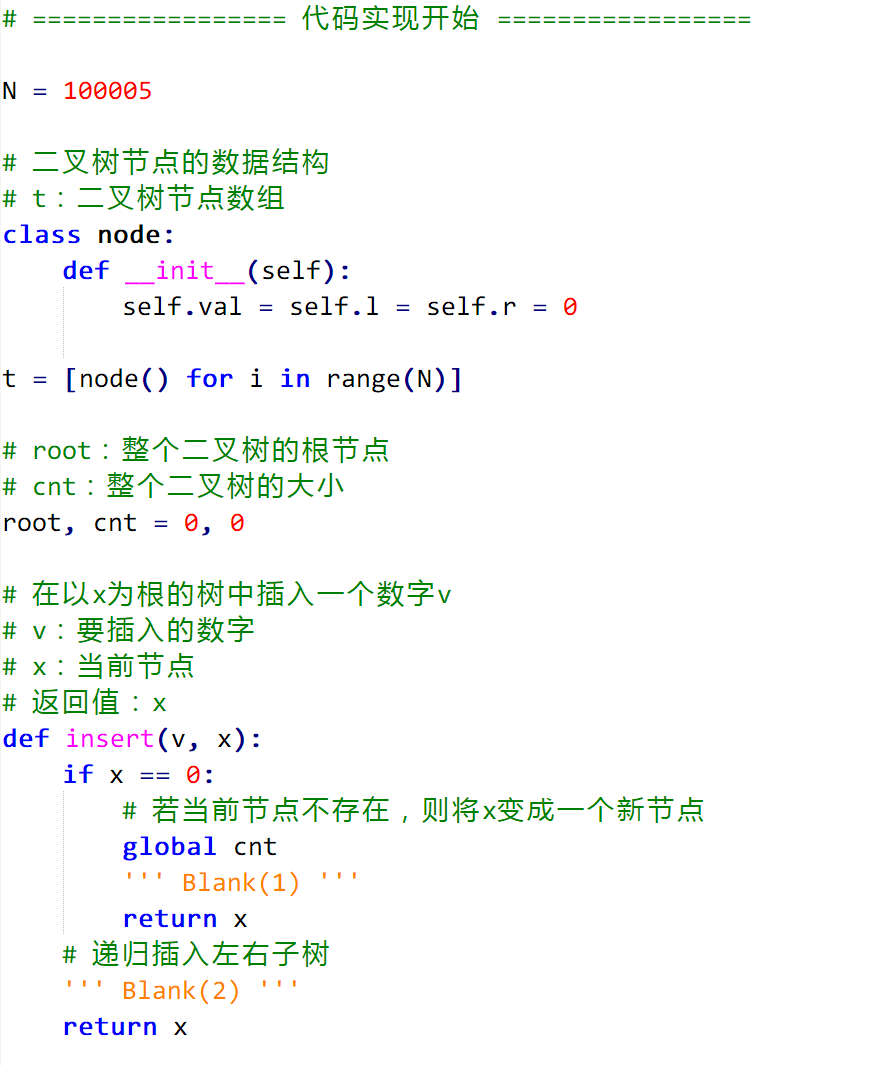 # ================= 代码实现开始 =================
N = 100005
# 二叉树节点的数据结构
# t：二叉树节点数组
class node:
    def __init__(self):
        self.val = self.l = self.r = 0
t = [node() for i in range(N)]
# root：整个二叉树的根节点
# cnt：整个二叉树的大小
root, cnt = 0, 0
# 在以x为根的树中插入一个数字v
# v：要插入的数字
# x：当前节点
# 返回值：x
def insert(v, x):
    if x == 0:
        # 若当前节点不存在，则将x变成一个新节点
        global cnt
        ''' Blank(1) '''
        return x
    # 递归插入左右子树
    ''' Blank(2) '''
    return x